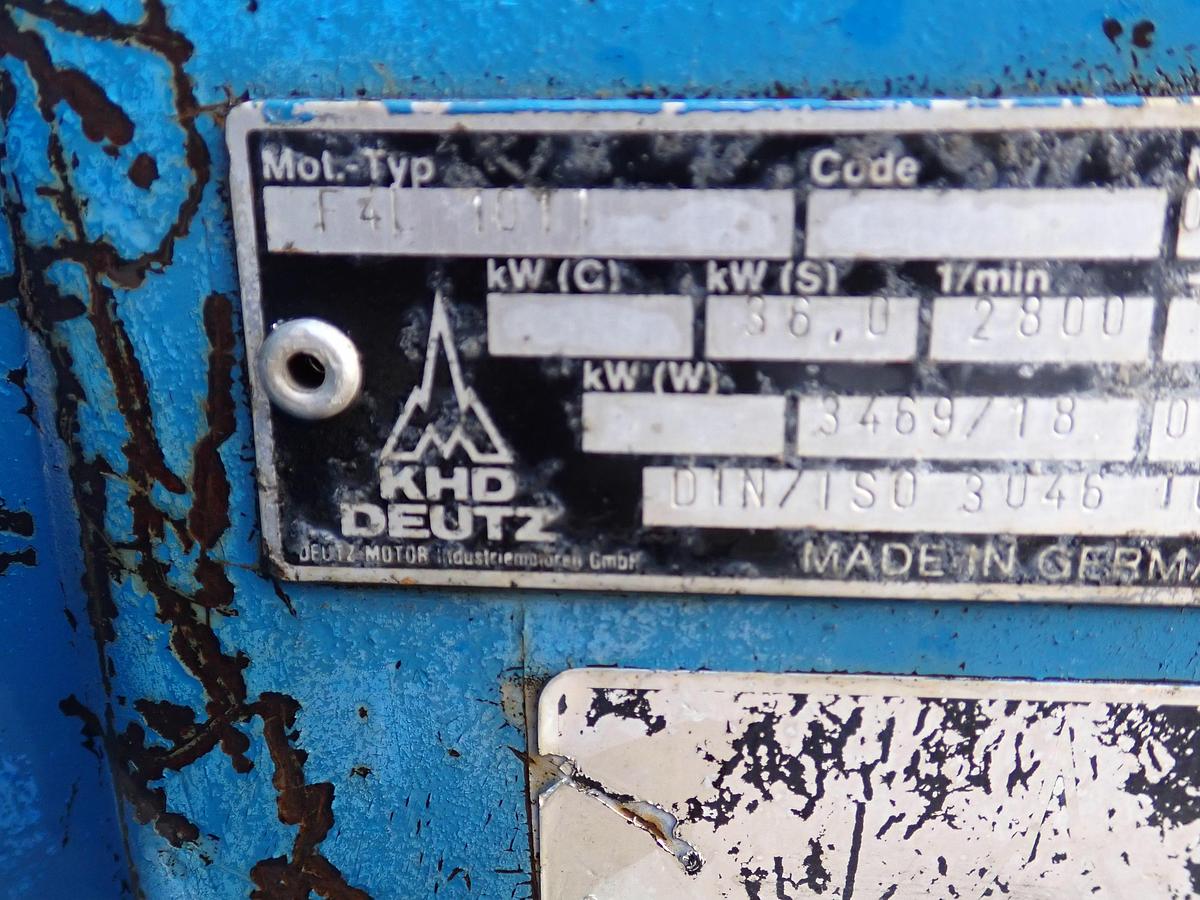 Mot.-Typ Code
F4L 1011
kW (G) kW (S) 1/min
36,0 2800
kW (W)
3469/18
DIN/ISO 3046
KHD
DEUTZ
DEUTZ MOTOR Industriemotoren GmbH
MADE IN GERMA